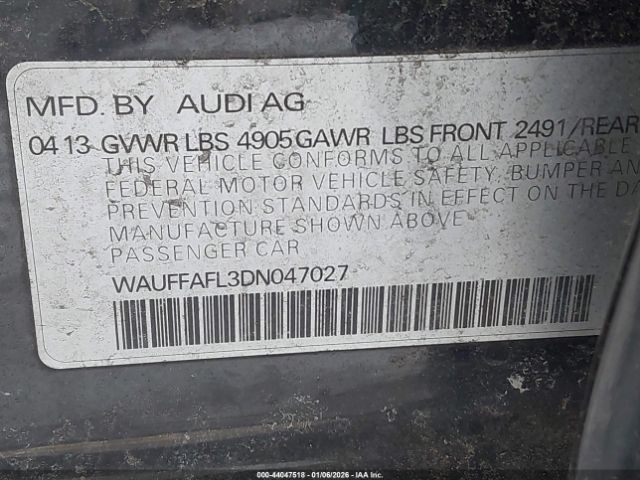 MFD. BY AUDI AG
04 13 GVWR LBS 4905 GAWR LBS FRONT 2491/REAR
THIS VEHICLE CONFORMS TO ALL APPLICABLE
FEDERAL MOTOR VEHICLE SAFETY, BUMPER AN
PREVENTION STANDARDS IN EFFECT ON THE DA
MANUFACTURE SHOWN ABOVE
PASSENGER CAR
WAUFFAFL3DN047027
000-44047518 - 01/06/2026 - © IAA Inc.